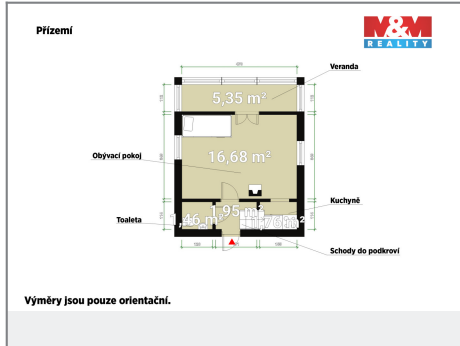 Přízemí
M&M
REALITY
Veranda
5,35 m²
Obývací pokoj
16,68 m²
Kuchyně
1,95 m²
Toaleta
1,46 m²
Schody do podkroví
Výměry jsou pouze orientační.